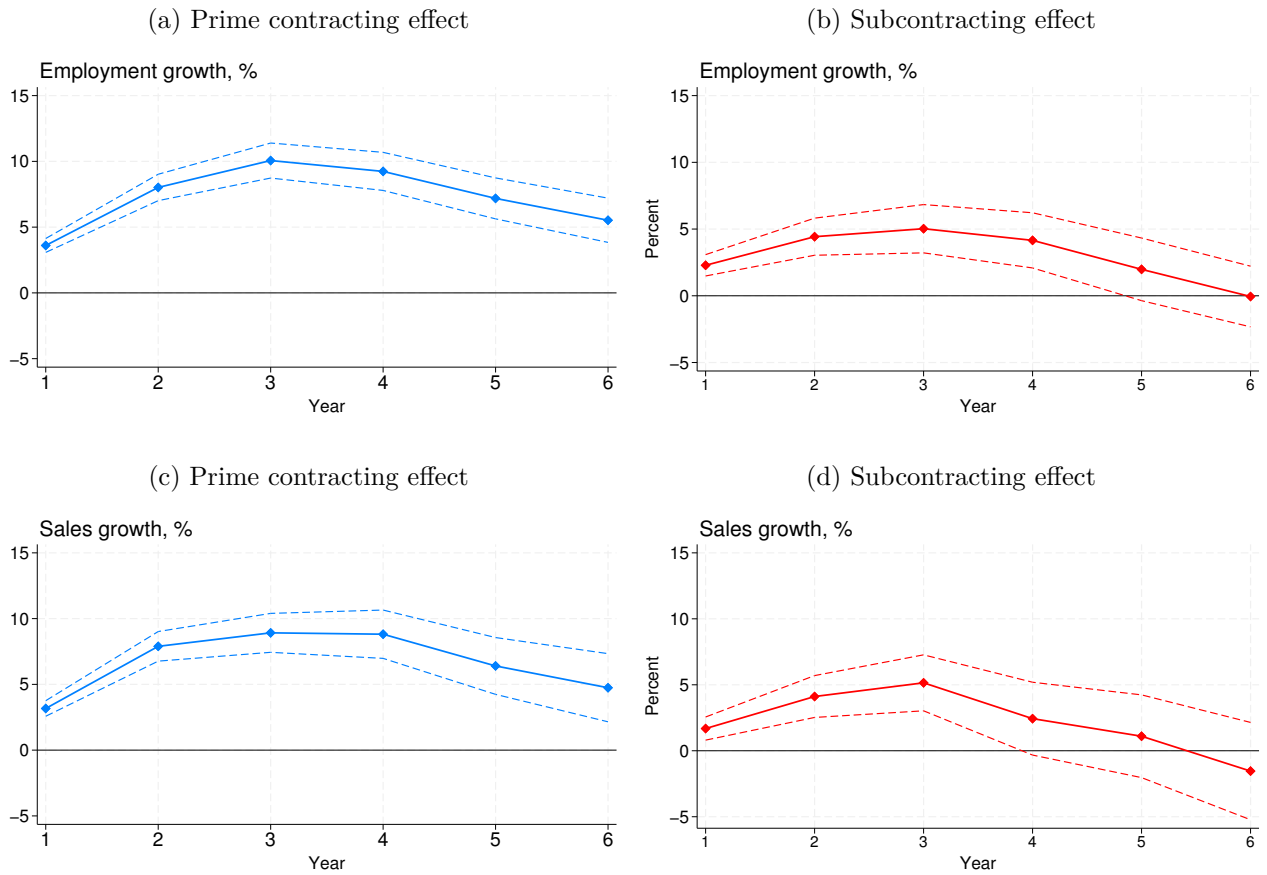 (a) Prime contracting effect
Employment growth, %
15
10
5
0
−5
1 2 3 4 5 6
Year
(b) Subcontracting effect
Employment growth, %
Percent
15
10
5
0
−5
1 2 3 4 5 6
Year
(c) Prime contracting effect
Sales growth, %
15
10
5
0
−5
1 2 3 4 5 6
Year
(d) Subcontracting effect
Sales growth, %
Percent
15
10
5
0
−5
1 2 3 4 5 6
Year